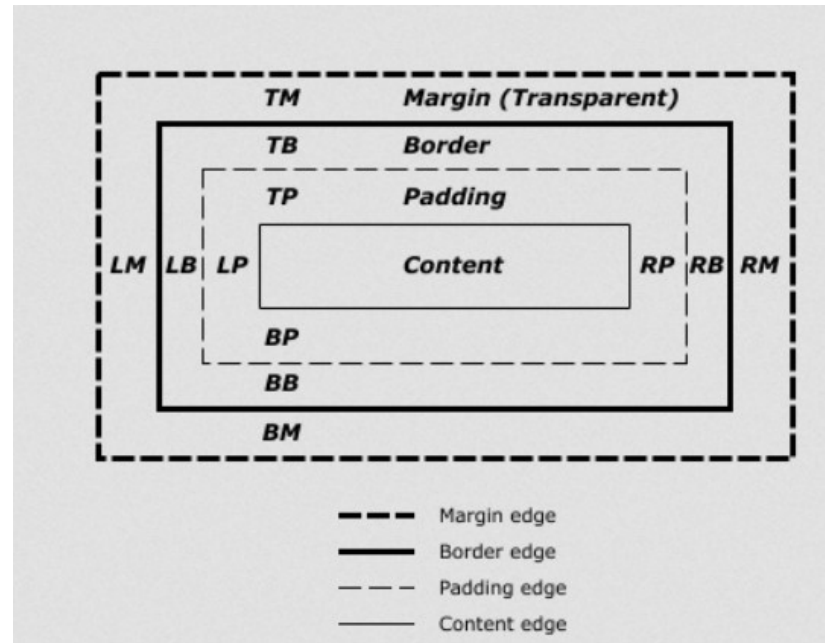 TM Margin (Transparent)
TB Border
TP Padding
LM LB LP Content RP RB RM
BP
BB
BM
Margin edge
Border edge
Padding edge
Content edge